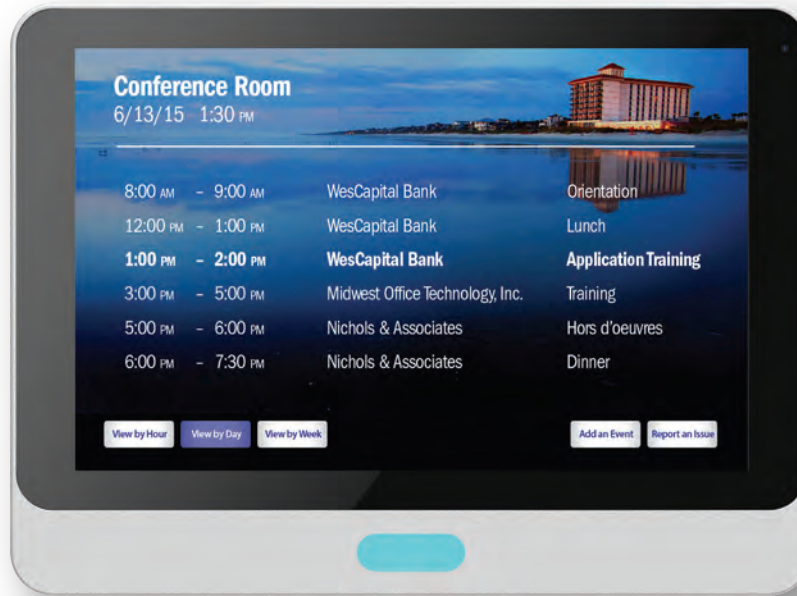 Conference Room
6/13/15 1:30 PM
8:00 AM – 9:00 AM WesCapital Bank Orientation
12:00 PM – 1:00 PM WesCapital Bank Lunch
1:00 PM – 2:00 PM WesCapital Bank Application Training
3:00 PM – 5:00 PM Midwest Office Technology, Inc. Training
5:00 PM – 6:00 PM Nichols & Associates Hors d'oeuvres
6:00 PM – 7:30 PM Nichols & Associates Dinner
View by Hour View by Day View by Week Add an Event Report an Issue